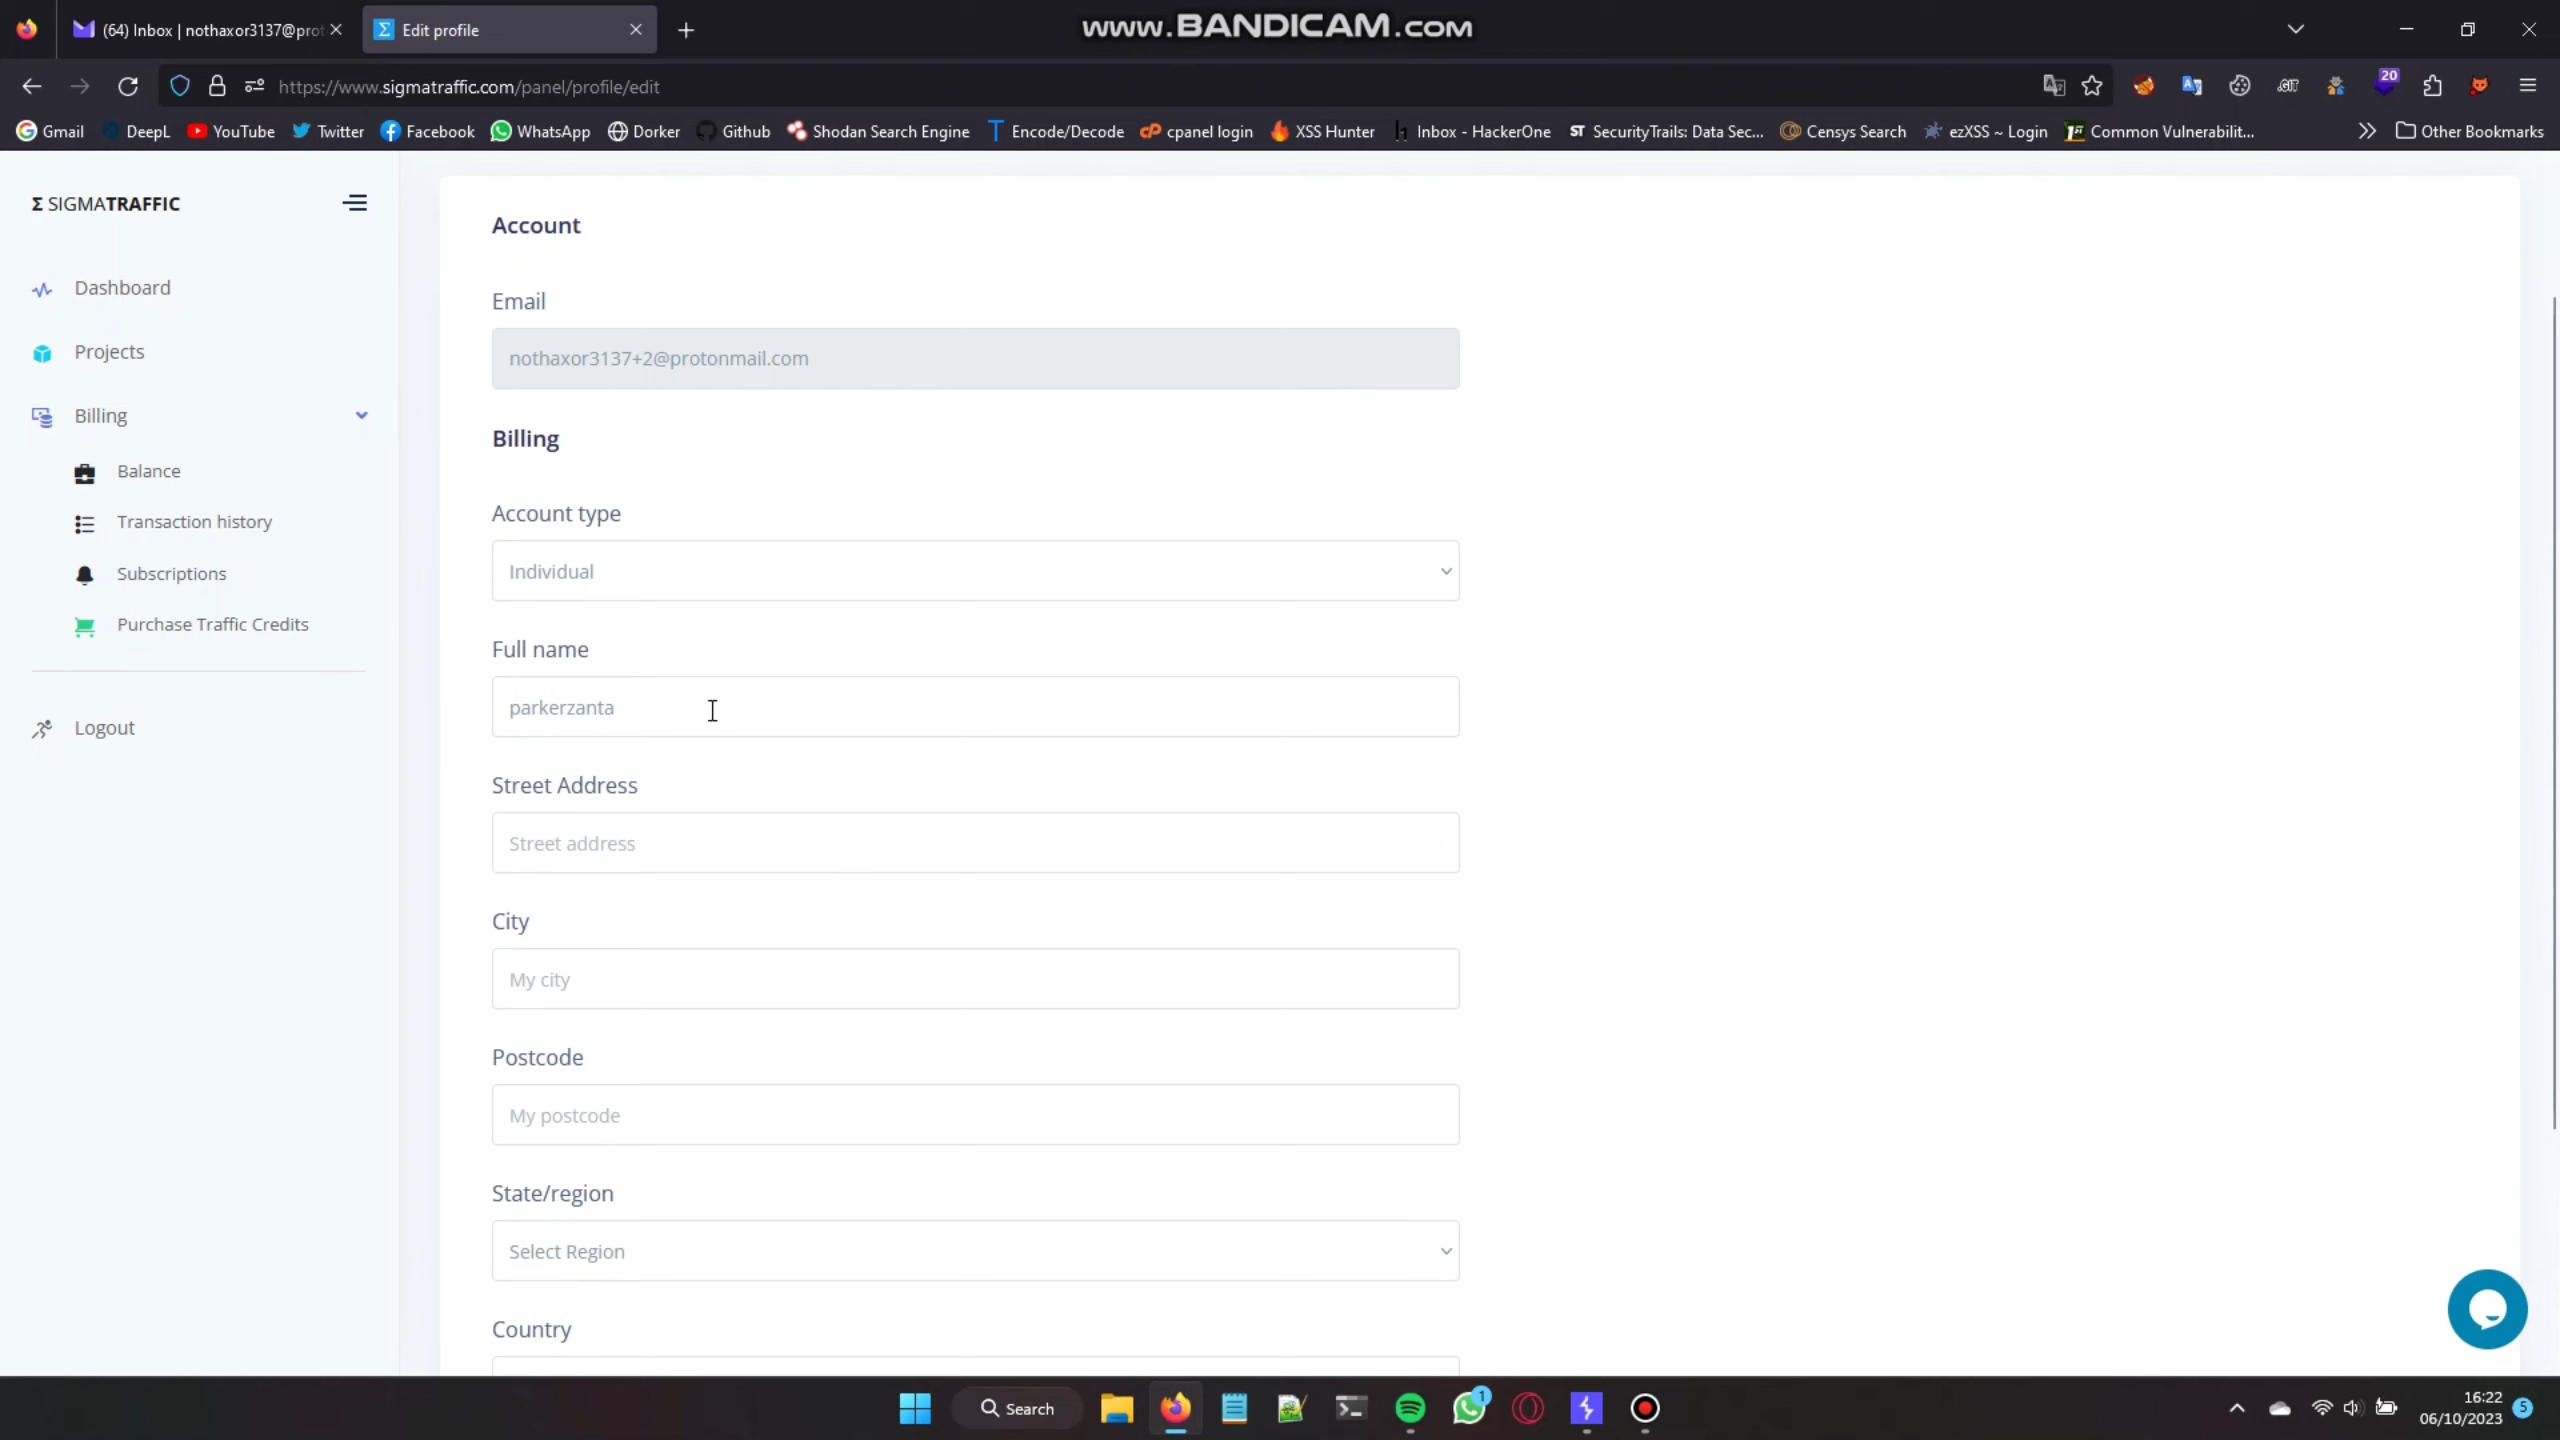 (64) Inbox | nothaxor3137@prot
Edit profile
www.BANDICAM.com
https://www.sigmatraffic.com/panel/profile/edit
20
Gmail
DeepL
YouTube
Twitter
Facebook
WhatsApp
Dorker
Github
Shodan Search Engine
Encode/Decode
cpanel login
XSS Hunter
Inbox - HackerOne
SecurityTrails: Data Sec...
Censys Search
ezXSS ~ Login
Common Vulnerabilit...
Other Bookmarks
Σ SIGMATRAFFIC
Dashboard
Projects
Billing
Balance
Transaction history
Subscriptions
Purchase Traffic Credits
Logout
Account
Email
nothaxor3137+2@protonmail.com
Billing
Account type
Individual
Full name
parkerzanta
Street Address
Street address
City
My city
Postcode
My postcode
State/region
Select Region
Country
Search
1
16:22
06/10/2023
5